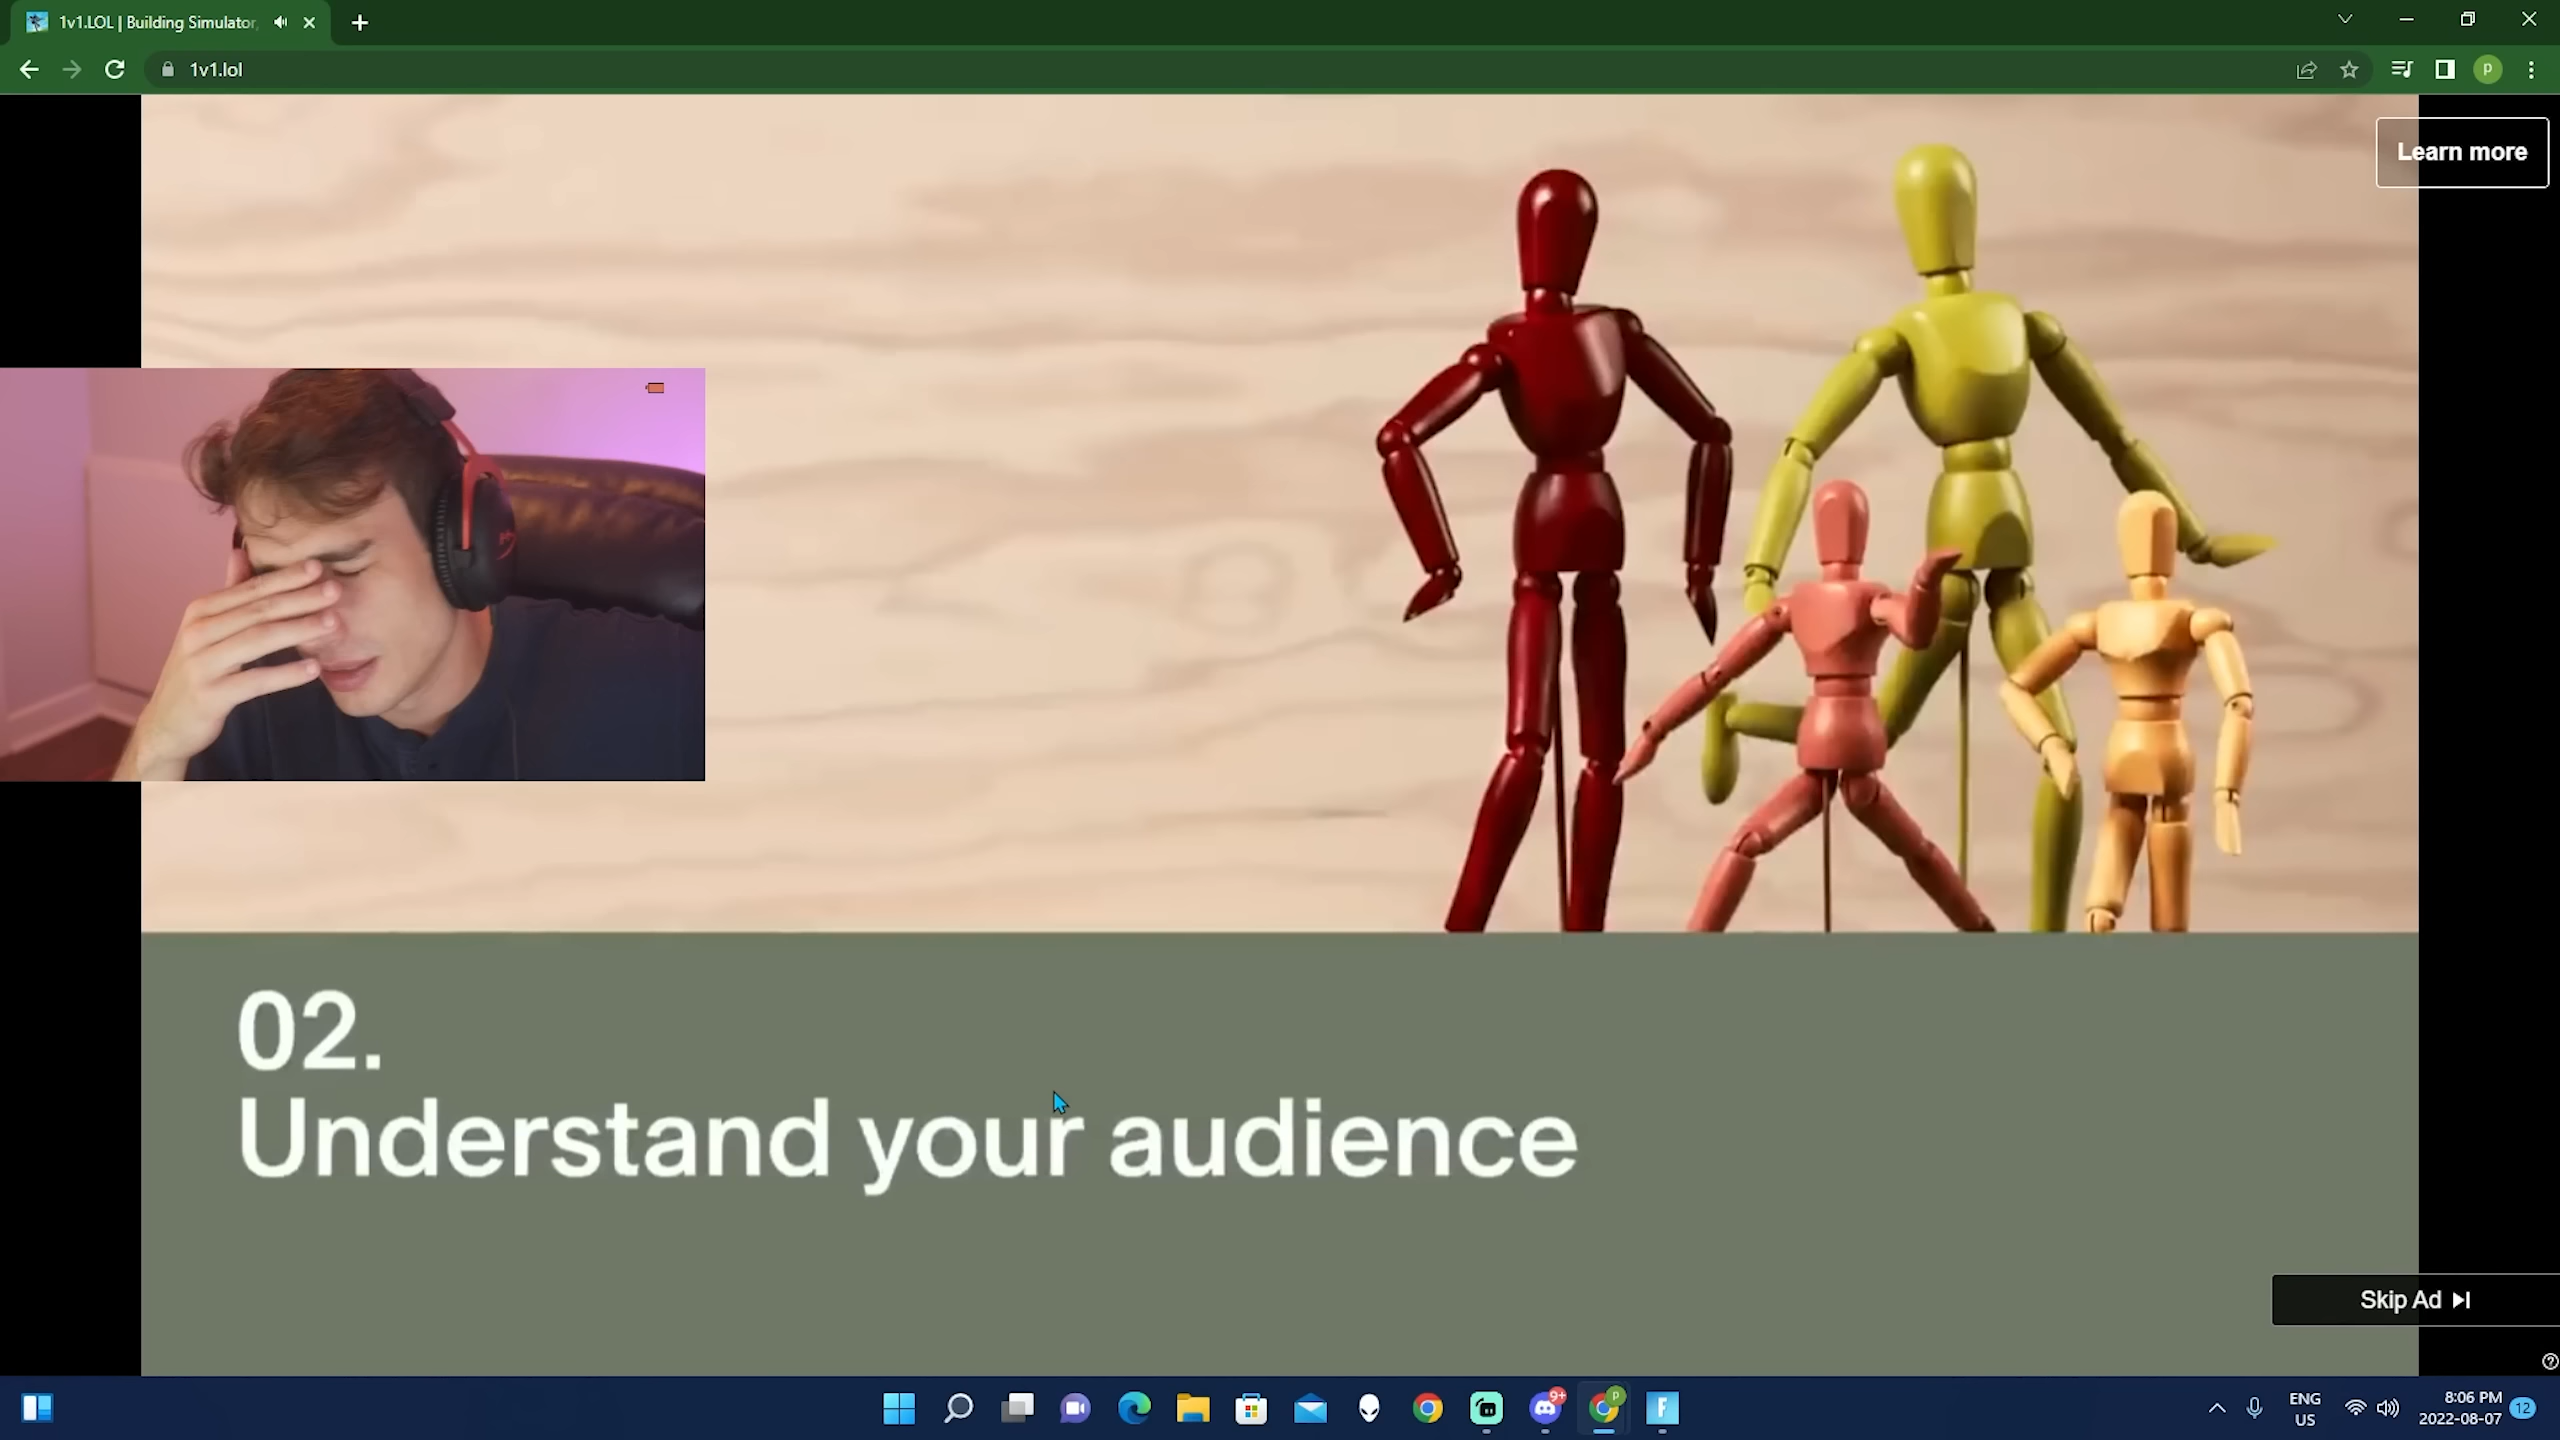 1v1.LOL | Building Simulator,
1v1.lol
P
Learn more
02.
Understand your audience
Skip Ad
9+
P
F
ENG
US
8:06 PM
2022-08-07
12